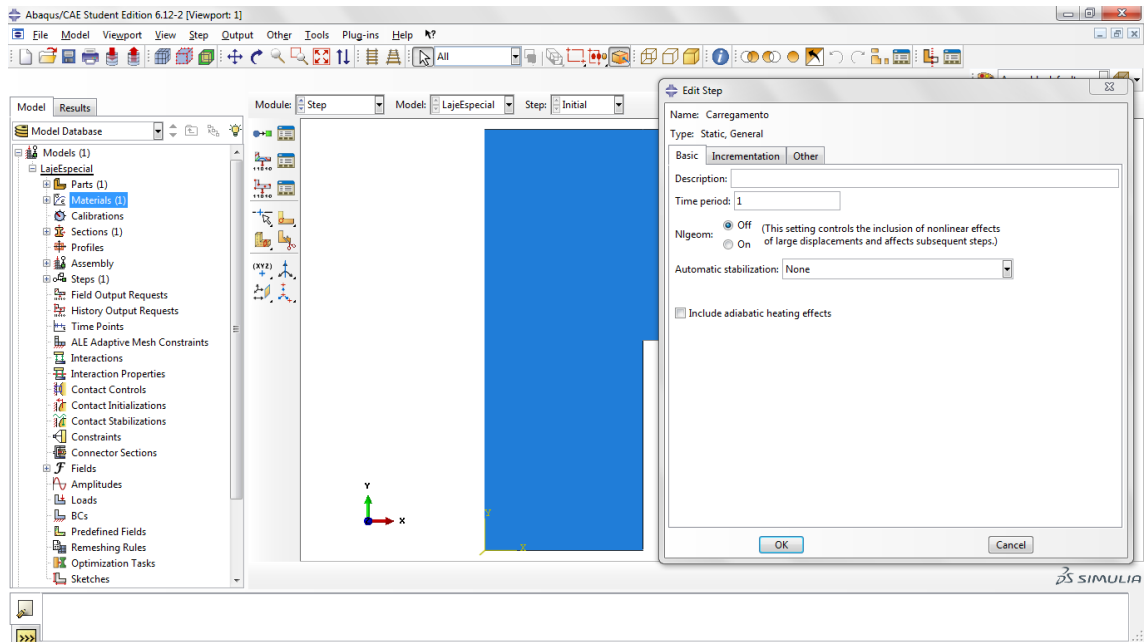 Abaqus/CAE Student Edition 6.12-2 [Viewport: 1]
File Model Viewport View Step Output Other Tools Plug-ins Help
All
Model Results
Module: Step Model: LajeEspecial Step: Initial
Model Database
Models (1)
LajeEspecial
Parts (1)
Materials (1)
Calibrations
Sections (1)
Profiles
Assembly
Steps (1)
Field Output Requests
History Output Requests
Time Points
ALE Adaptive Mesh Constraints
Interactions
Interaction Properties
Contact Controls
Contact Initializations
Contact Stabilizations
Constraints
Connector Sections
Fields
Amplitudes
Loads
BCs
Predefined Fields
Remeshing Rules
Optimization Tasks
Sketches
(XYZ)
Y
X
Y
X
Edit Step
Name: Carregamento
Type: Static, General
Basic Incrementation Other
Description:
Time period: 1
Nlgeom:
Off (This setting controls the inclusion of nonlinear effects
On of large displacements and affects subsequent steps.)
Automatic stabilization: None
Include adiabatic heating effects
OK Cancel
SIMULIA
>>>